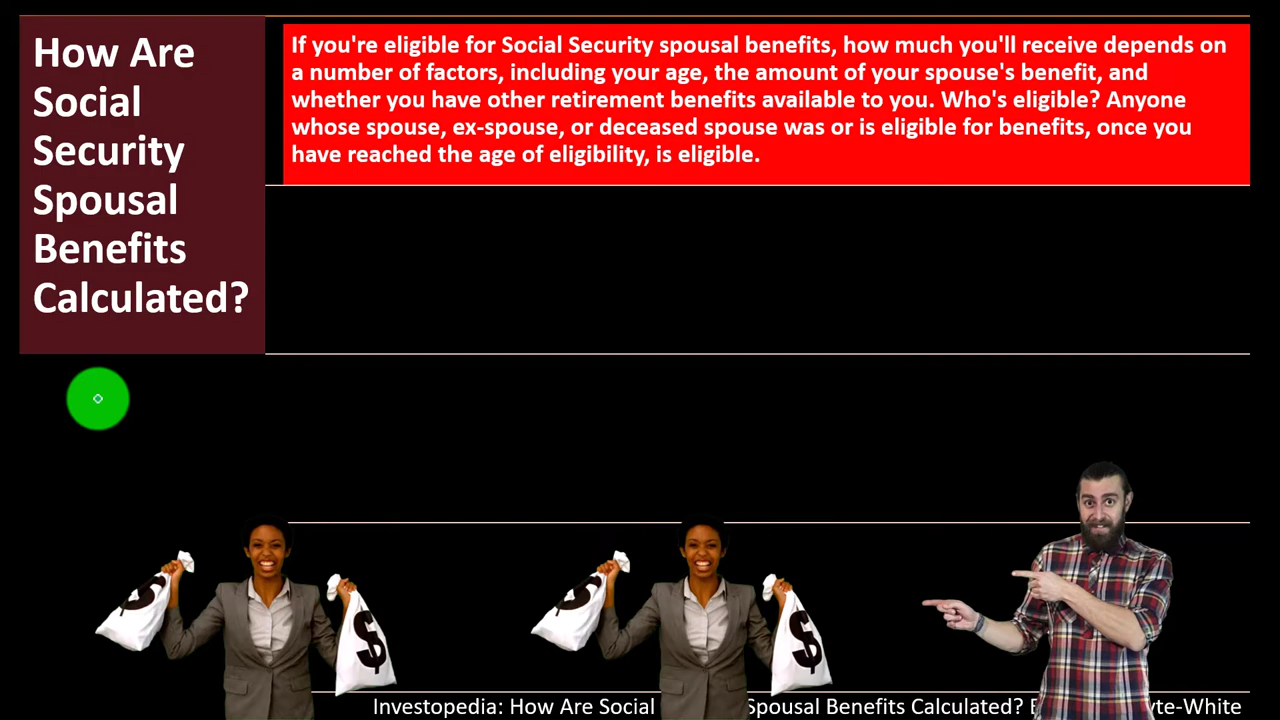 How Are
Social
Security
Spousal
Benefits
Calculated?
If you're eligible for Social Security spousal benefits, how much you'll receive depends on
a number of factors, including your age, the amount of your spouse's benefit, and
whether you have other retirement benefits available to you. Who's eligible? Anyone
whose spouse, ex-spouse, or deceased spouse was or is eligible for benefits, once you
have reached the age of eligibility, is eligible.
$
$
$
$
Investopedia: How Are Social Spousal Benefits Calculated?